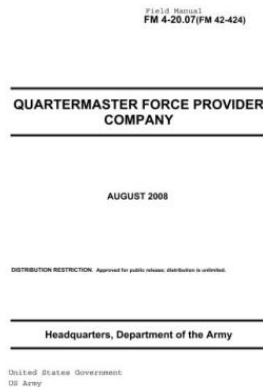 Field Manual
FM 4-20.07(FM 42-424)
QUARTERMASTER FORCE PROVIDER
COMPANY
AUGUST 2008
DISTRIBUTION RESTRICTION. Approved for public release; distribution is unlimited.
Headquarters, Department of the Army
United States Government
US Army